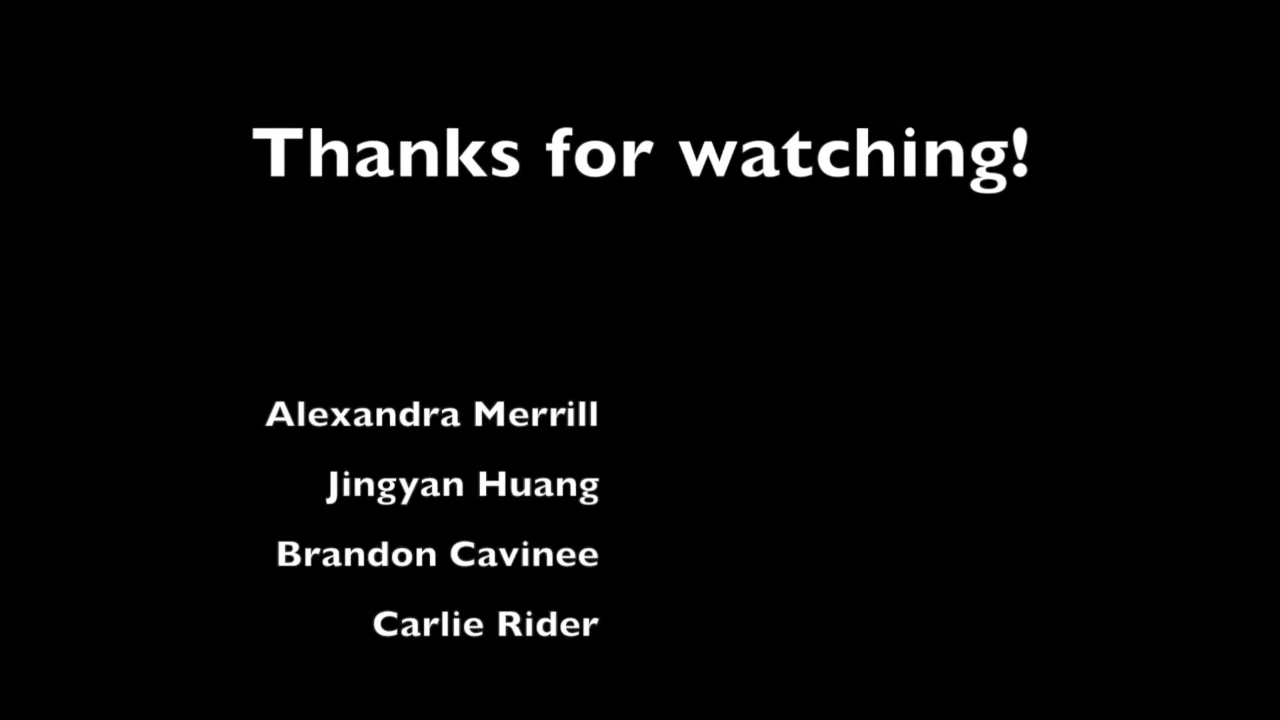 Thanks for watching!
Alexandra Merrill
Jingyan Huang
Brandon Cavinee
Carlie Rider